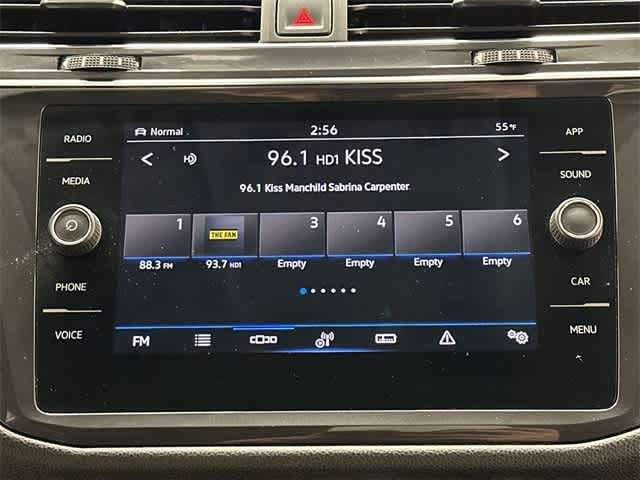 Normal 2:56 55°F
RADIO
APP
< HD 96.1 HD1 KISS >
MEDIA
SOUND
96.1 Kiss Manchild Sabrina Carpenter
1 THE FAN 3 4 5 6
88.3 FM 93.7 HD1 Empty Empty Empty Empty
PHONE
CAR
VOICE
MENU
FM